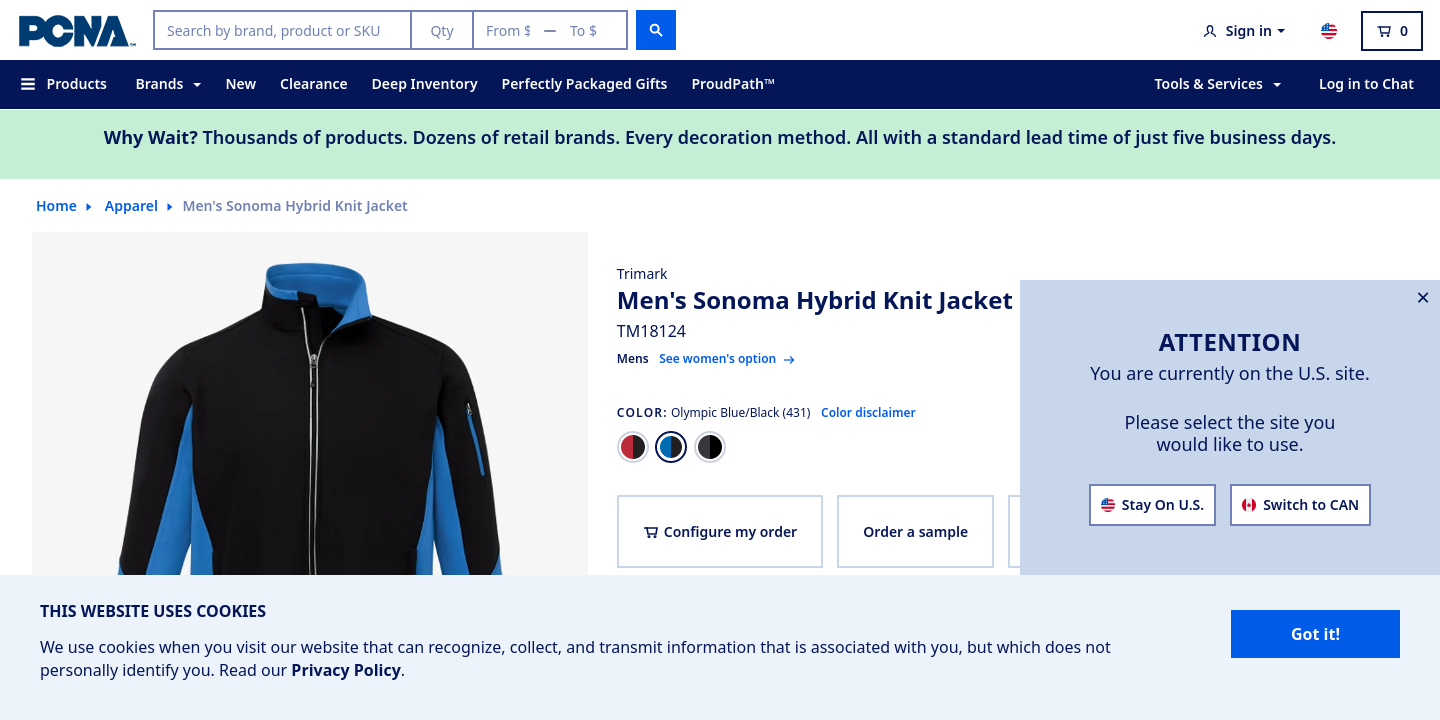 PCNA™
Search by brand, product or SKU
Qty
From $
—
To $
Sign in
0
Products
Brands
New
Clearance
Deep Inventory
Perfectly Packaged Gifts
ProudPath™
Tools & Services
Log in to Chat
Why Wait? Thousands of products. Dozens of retail brands. Every decoration method. All with a standard lead time of just five business days.
Home
Apparel
Men's Sonoma Hybrid Knit Jacket
Trimark
Men's Sonoma Hybrid Knit Jacket
TM18124
Mens See women's option
COLOR: Olympic Blue/Black (431) Color disclaimer
Configure my order
Order a sample
ATTENTION
You are currently on the U.S. site.
Please select the site you
would like to use.
Stay On U.S.
Switch to CAN
THIS WEBSITE USES COOKIES
We use cookies when you visit our website that can recognize, collect, and transmit information that is associated with you, but which does not
personally identify you. Read our Privacy Policy.
Got it!